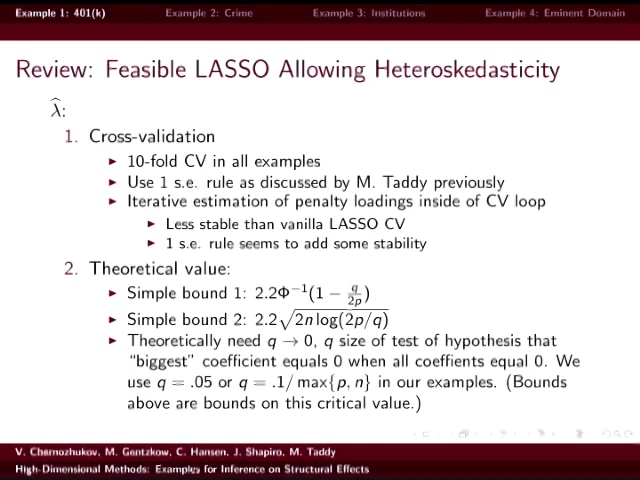 Example 1: 401(k) Example 2: Crime Example 3: Institutions Example 4: Eminent Domain
Review: Feasible LASSO Allowing Heteroskedasticity
λ̂:
1. Cross-validation
▶ 10-fold CV in all examples
▶ Use 1 s.e. rule as discussed by M. Taddy previously
▶ Iterative estimation of penalty loadings inside of CV loop
▶ Less stable than vanilla LASSO CV
▶ 1 s.e. rule seems to add some stability
2. Theoretical value:
▶ Simple bound 1: 2.2Φ⁻¹(1 − q/2p)
▶ Simple bound 2: 2.2√(2n log(2p/q))
▶ Theoretically need q → 0, q size of test of hypothesis that
“biggest” coefficient equals 0 when all coeffients equal 0. We
use q = .05 or q = .1/ max{p, n} in our examples. (Bounds
above are bounds on this critical value.)
V. Chernozhukov, M. Gentzkow, C. Hansen, J. Shapiro, M. Taddy
High-Dimensional Methods: Examples for Inference on Structural Effects